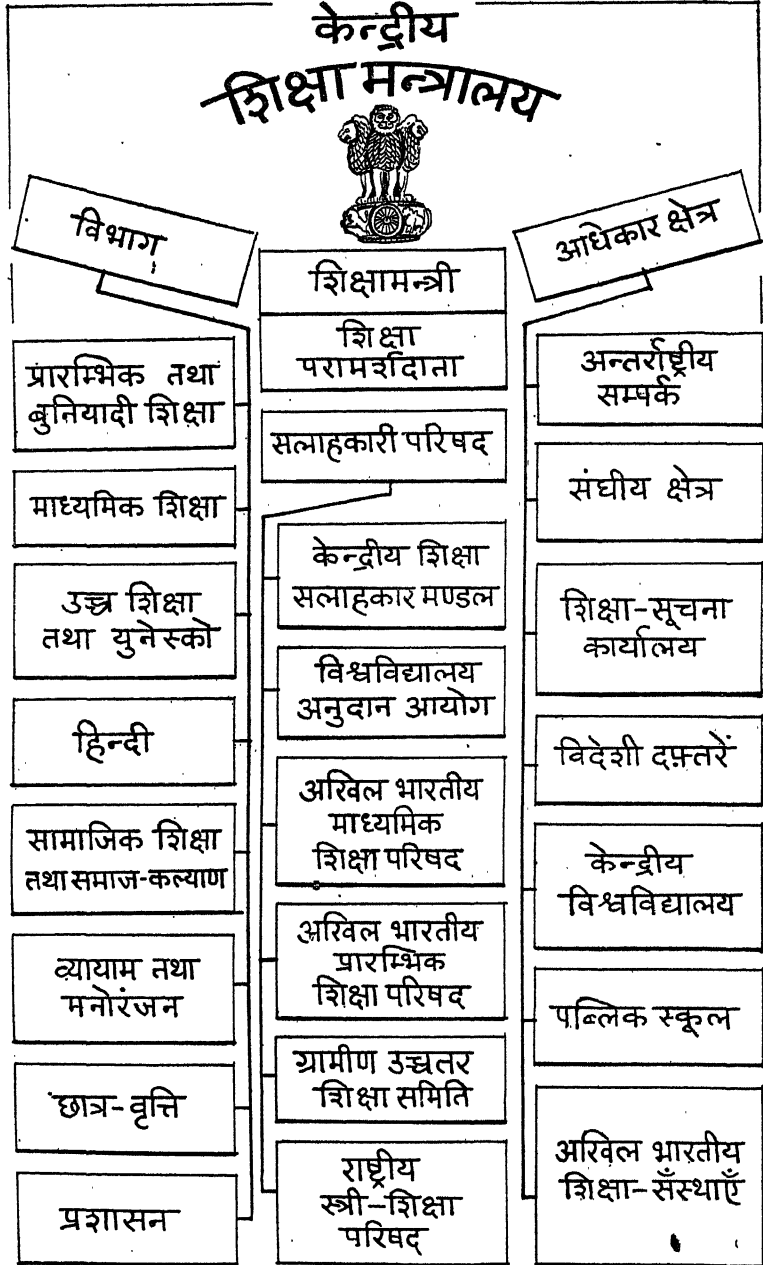 केन्द्रीय
शिक्षा मन्त्रालय
विभाग
प्रारम्भिक तथा
बुनियादी शिक्षा
माध्यमिक शिक्षा
उच्च शिक्षा
तथा युनेस्को
हिन्दी
सामाजिक शिक्षा
तथा समाज-कल्याण
व्यायाम तथा
मनोरंजन
छात्र-वृत्ति
प्रशासन
शिक्षामन्त्री
शिक्षा
परामर्शदाता
सलाहकारी परिषद
केन्द्रीय शिक्षा
सलाहकार मण्डल
विश्वविद्यालय
अनुदान आयोग
अखिल भारतीय
माध्यमिक
शिक्षा परिषद
अखिल भारतीय
प्रारम्भिक
शिक्षा परिषद
ग्रामीण उच्चतर
शिक्षा समिति
राष्ट्रीय
स्त्री-शिक्षा
परिषद्
अधिकार क्षेत्र
अन्तर्राष्ट्रीय
सम्पर्क
संघीय क्षेत्र
शिक्षा-सूचना
कार्यालय
विदेशी दफ़्तरें
केन्द्रीय
विश्वविद्यालय
पब्लिक स्कूल
अखिल भारतीय
शिक्षा-सँस्थाएँ